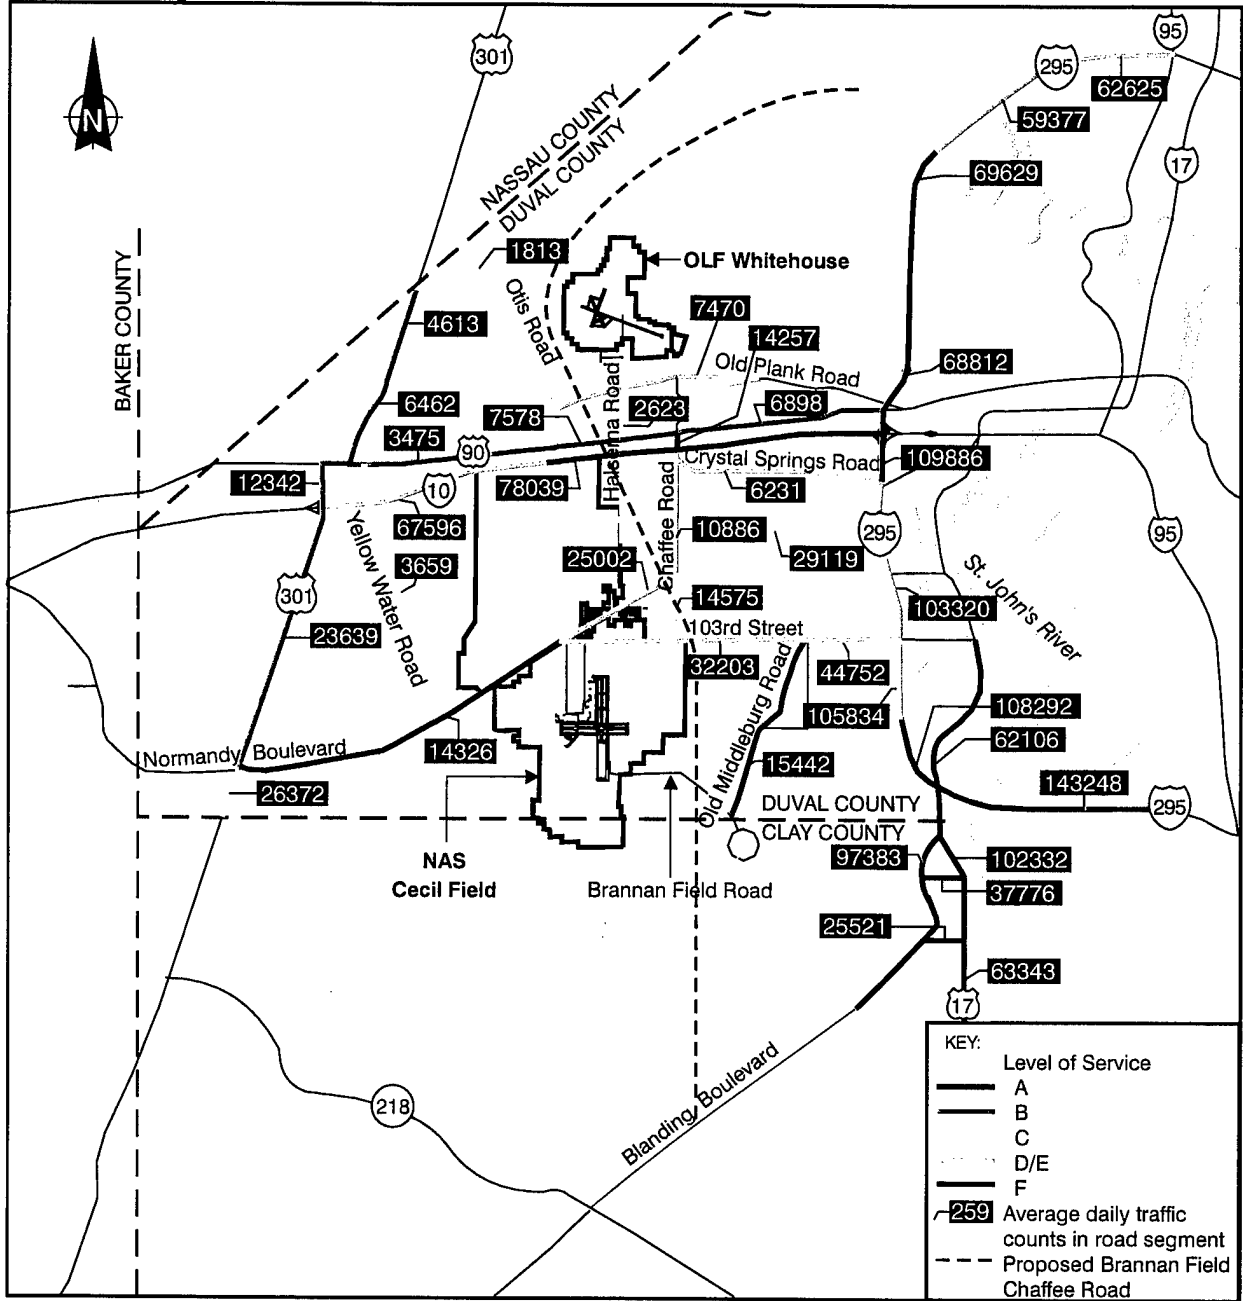 95
301
295
62625
59377
N
17
69629
NASSAU COUNTY
DUVAL COUNTY
1813
OLF Whitehouse
BAKER COUNTY
Otis Road
7470
4613
14257
68812
Old Plank Road
Halsema Road
6462
2623
6898
7578
3475
90
Crystal Springs Road
109886
12342
10
78039
6231
67596
Yellow Water Road
Chaffee Road
10886
295
95
25002
29119
3659
St. John's River
301
14575
103320
23639
103rd Street
32203
44752
Old Middleburg Road
105834
108292
Normandy Boulevard
14326
62106
15442
26372
143248
295
DUVAL COUNTY
CLAY COUNTY
NAS
Cecil Field
97383
102332
Brannan Field Road
37776
25521
63343
17
218
Blanding Boulevard
KEY:
Level of Service
A
B
C
D/E
F
259 Average daily traffic
counts in road segment
Proposed Brannan Field
Chaffee Road